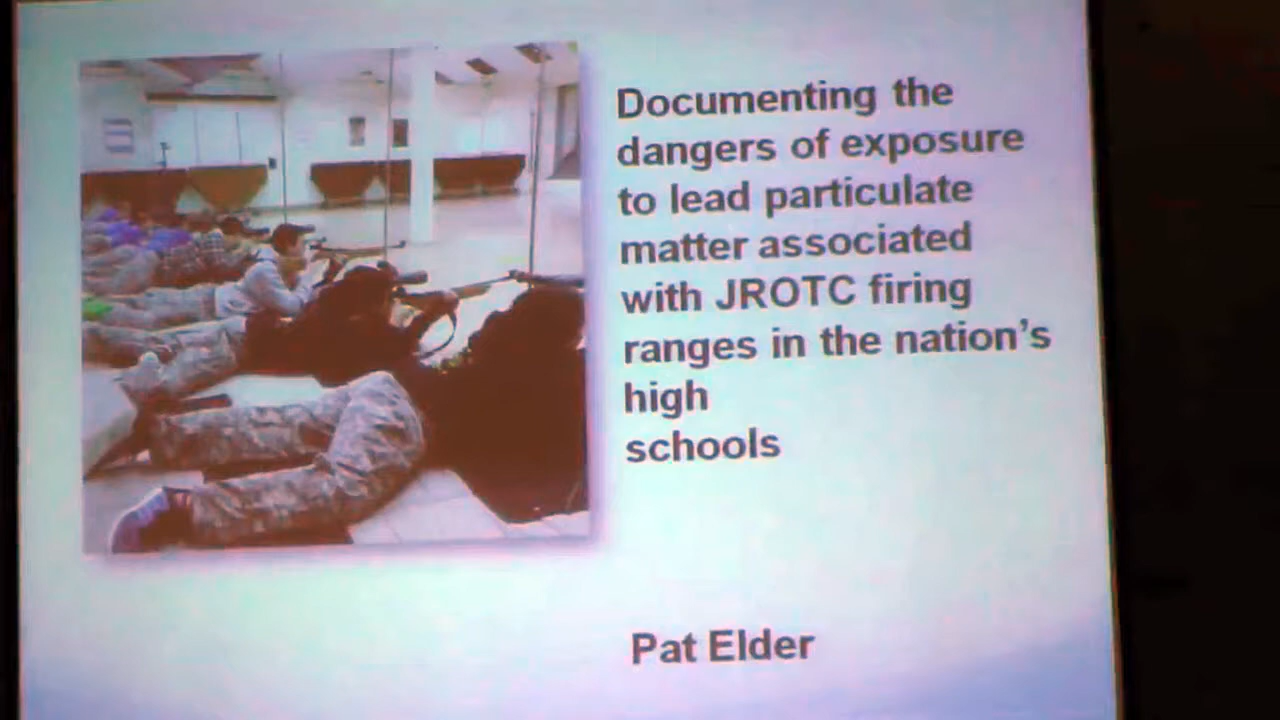 Documenting the
dangers of exposure
to lead particulate
matter associated
with JROTC firing
ranges in the nation's
high
schools
Pat Elder